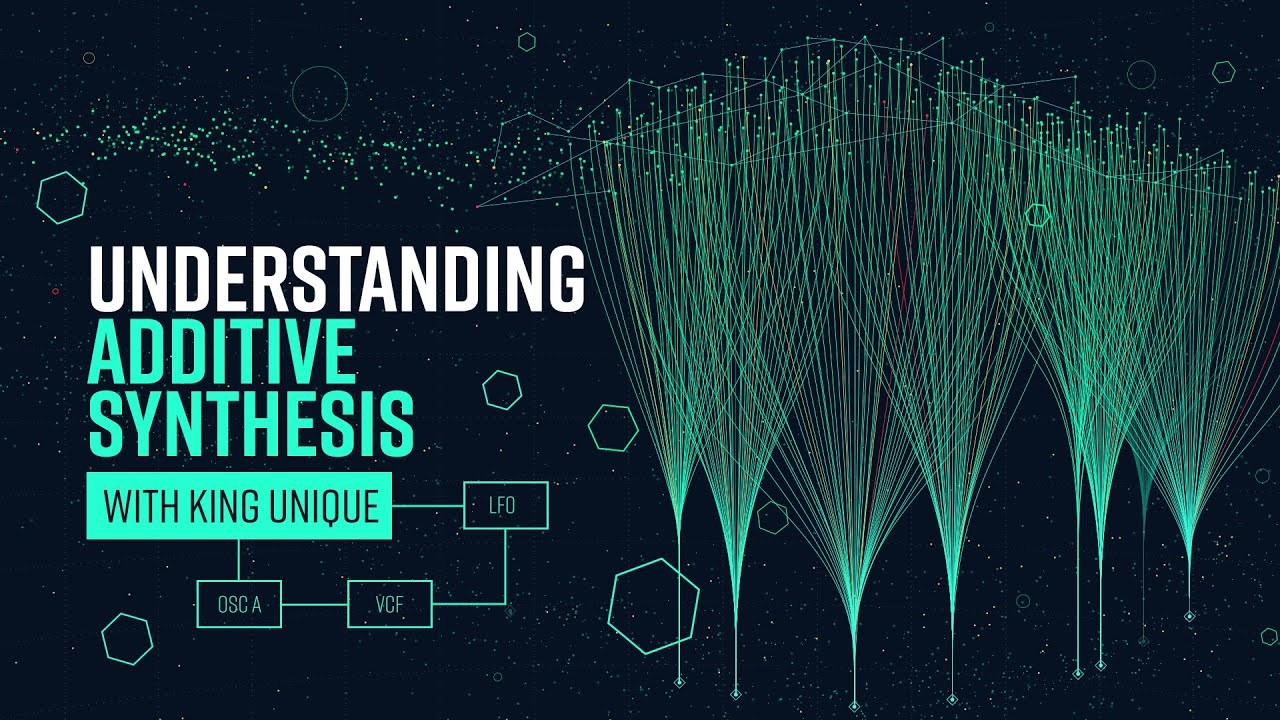 UNDERSTANDING
ADDITIVE
SYNTHESIS
WITH KING UNIQUE
LFO
OSC A
VCF